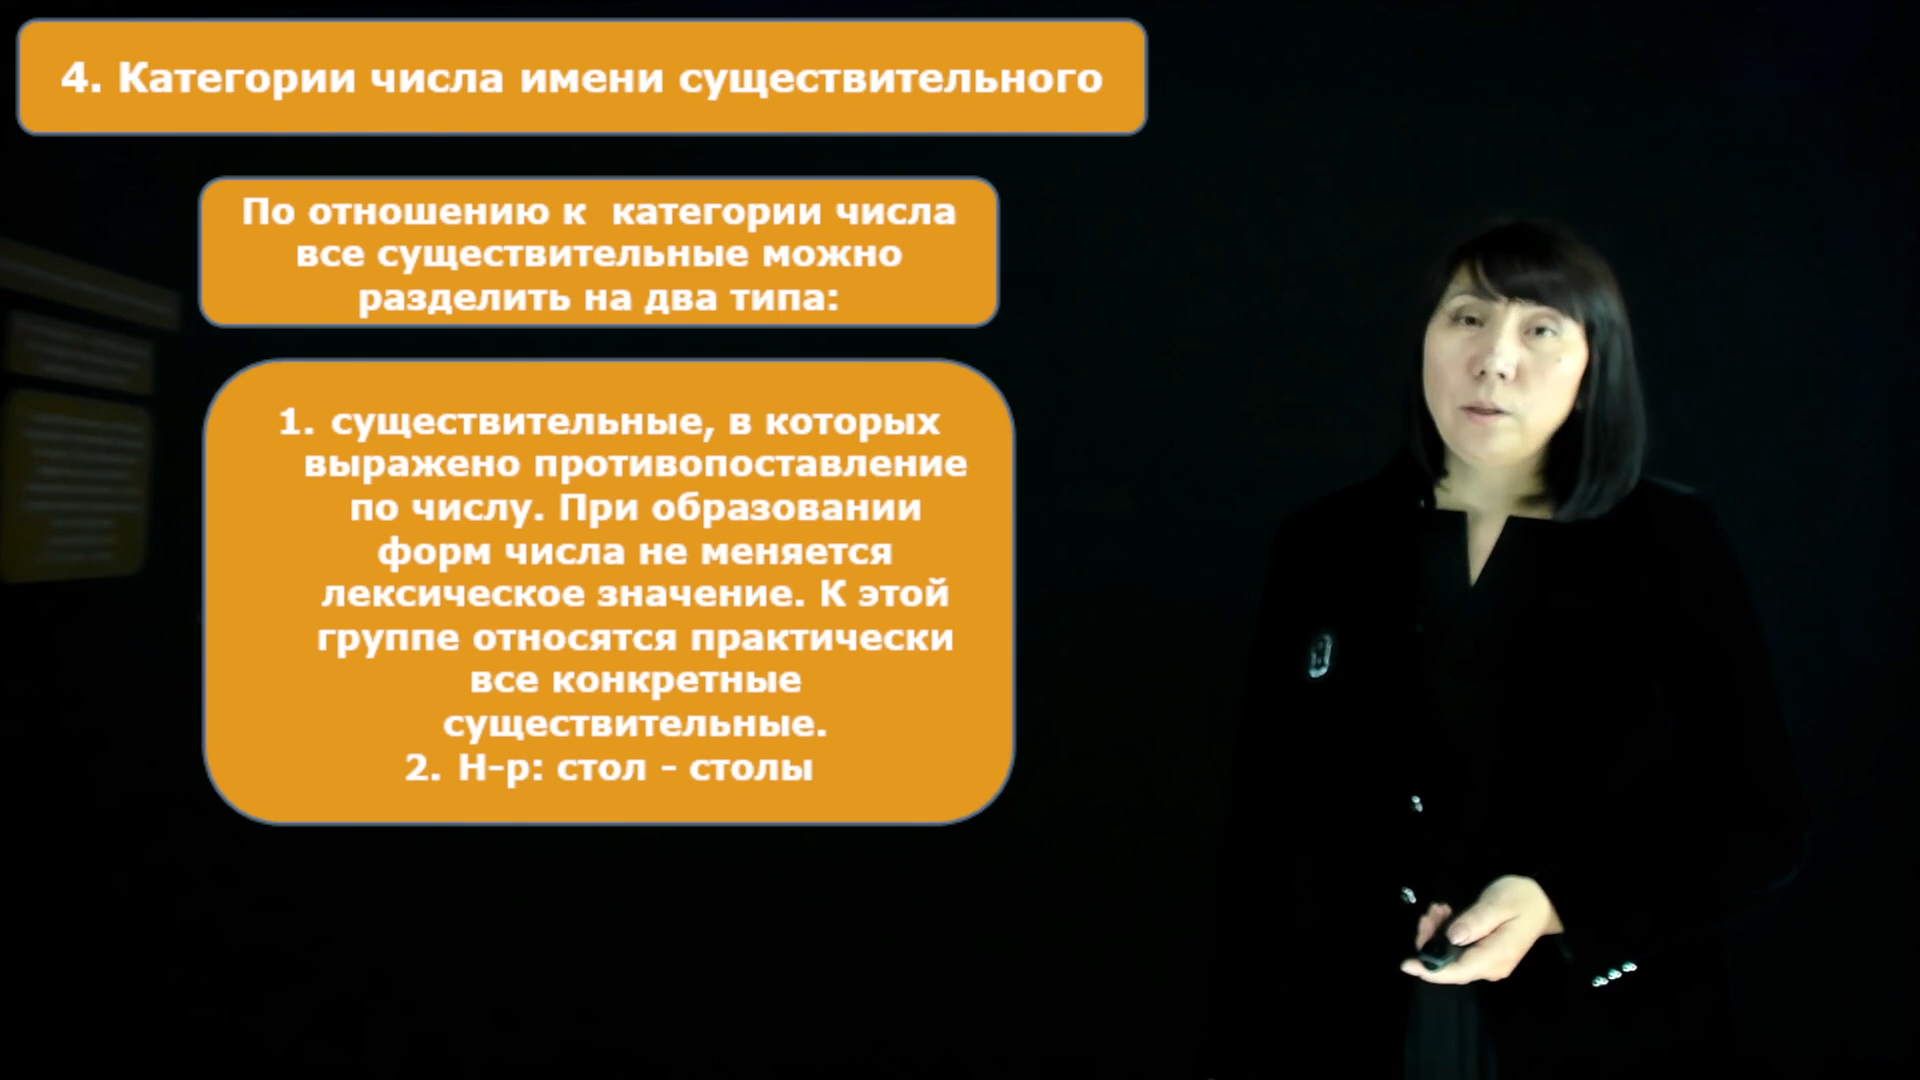 4. Категории числа имени существительного
По отношению к категории числа
все существительные можно
разделить на два типа:
1. существительные, в которых
выражено противопоставление
по числу. При образовании
форм числа не меняется
лексическое значение. К этой
группе относятся практически
все конкретные
существительные.
2. Н-р: стол - столы